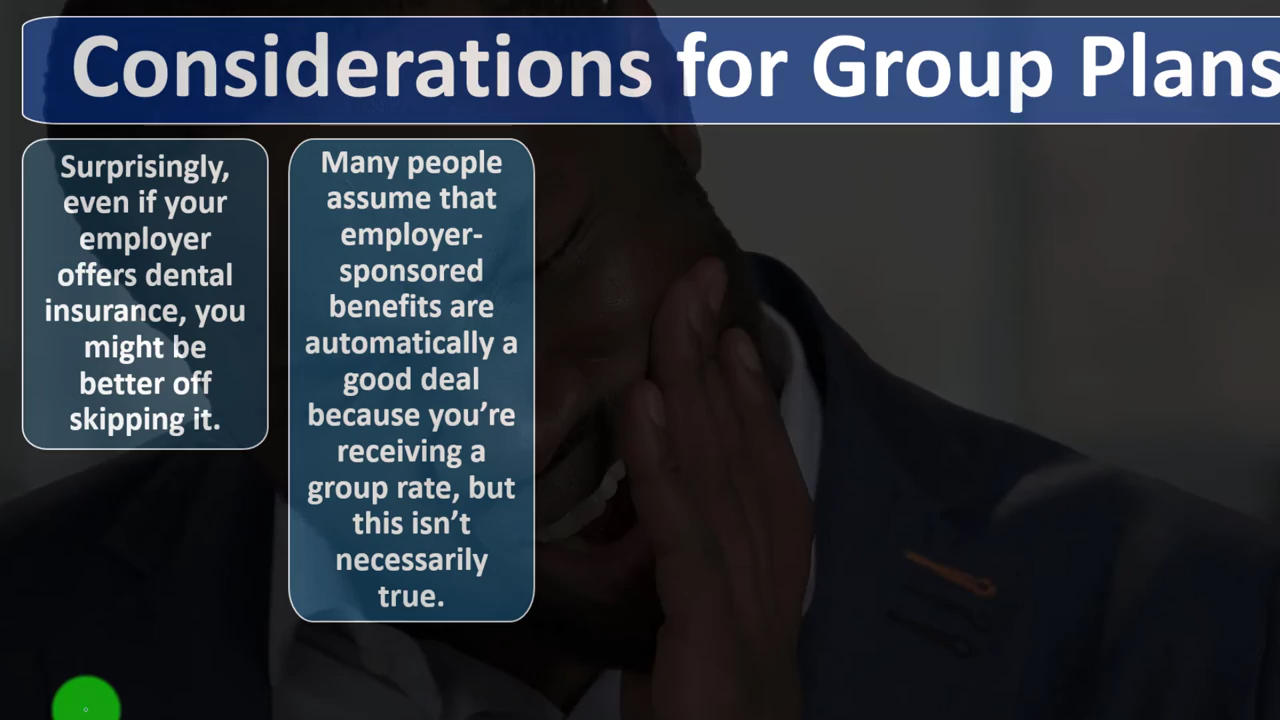 Considerations for Group Plans
Surprisingly,
even if your
employer
offers dental
insurance, you
might be
better off
skipping it.
Many people
assume that
employer-
sponsored
benefits are
automatically a
good deal
because you’re
receiving a
group rate, but
this isn’t
necessarily
true.